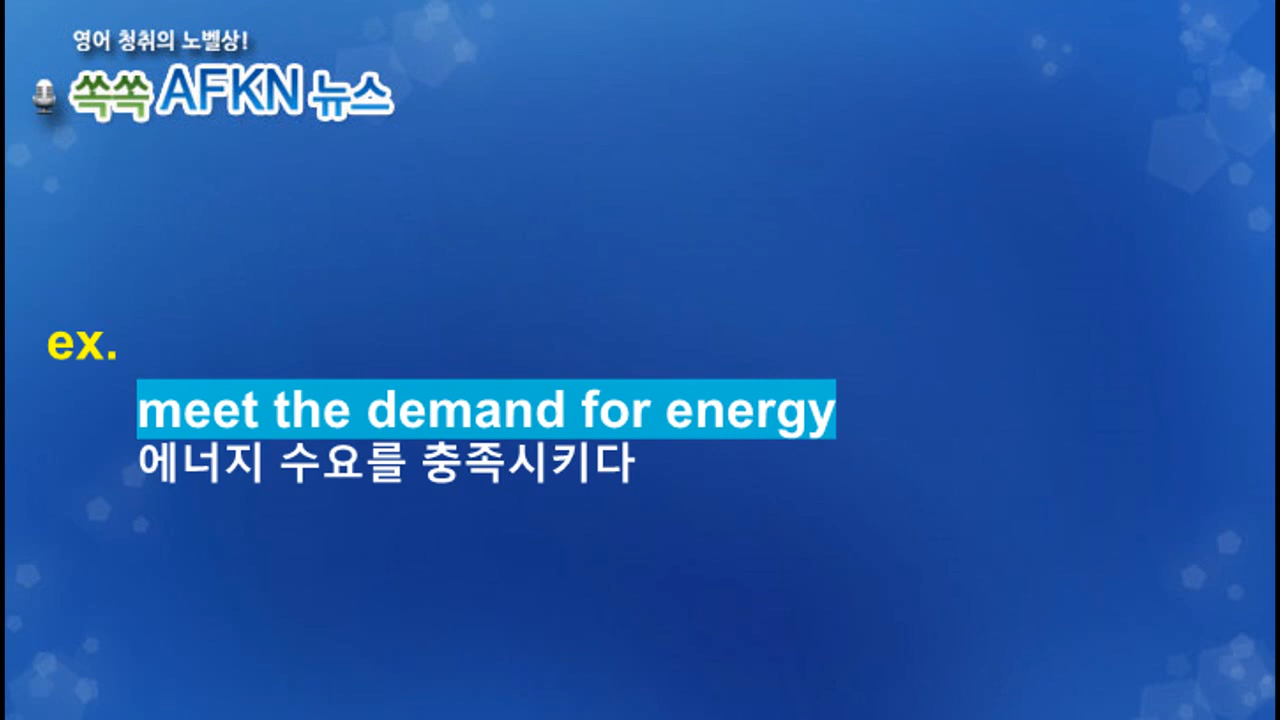 영어 청취의 노벨상!
쏙쏙 AFKN 뉴스
ex.
meet the demand for energy
에너지 수요를 충족시키다